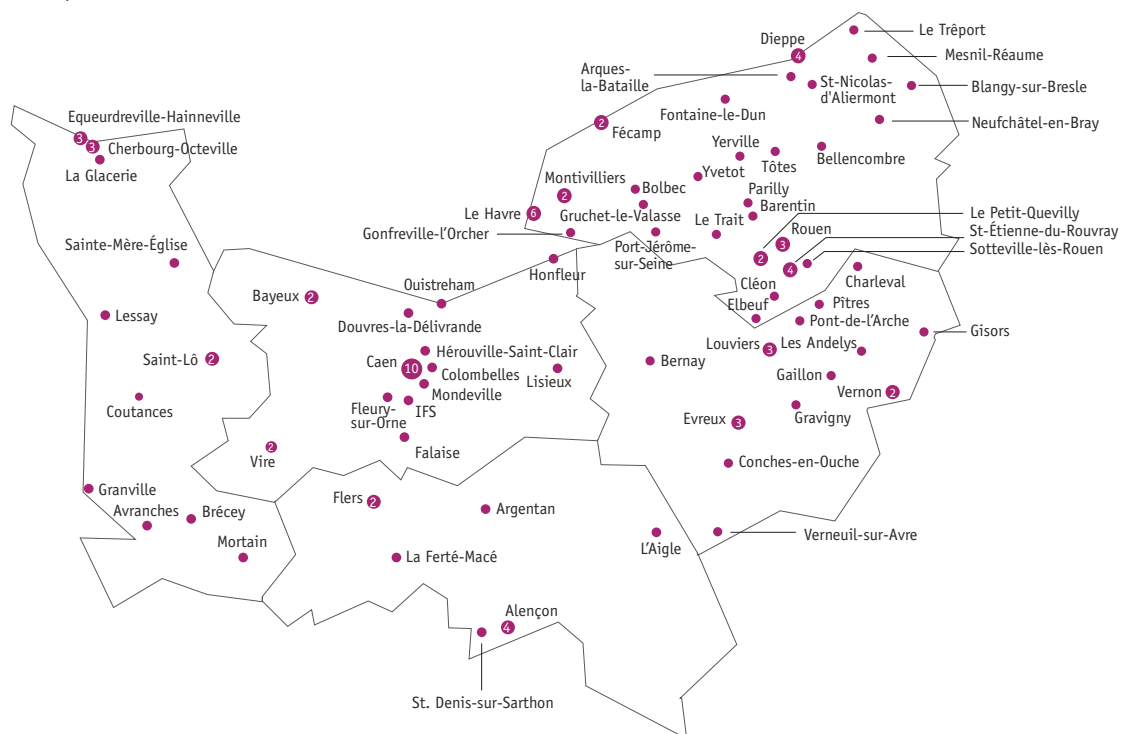 Le Trêport
Dieppe
4
Mesnil-Réaume
Arques-
la-Bataille
St-Nicolas-
d'Aliermont
Blangy-sur-Bresle
Fontaine-le-Dun
Equeurdreville-Hainneville
3
3
Cherbourg-Octeville
La Glacerie
2
Fécamp
Neufchâtel-en-Bray
Yerville
Tôtes
Bellencombre
Yvetot
Montivilliers
2
Bolbec
Parilly
Barentin
Le Havre
6
Gruchet-le-Valasse
Le Trait
Le Petit-Quevilly
St-Étienne-du-Rouvray
Sotteville-lès-Rouen
Rouen
3
2
4
Gonfreville-l'Orcher
Port-Jérôme-
sur-Seine
Sainte-Mère-Église
Honfleur
Cléon
Charleval
Bayeux
2
Ouistreham
Elbeuf
Pîtres
Pont-de-l'Arche
Lessay
Douvres-la-Délivrande
Gisors
Louviers
3
Les Andelys
Saint-Lô
2
Caen
10
Hérouville-Saint-Clair
Colombelles
Mondeville
Lisieux
Bernay
Gaillon
Vernon
2
Coutances
Fleury-
sur-Orne
IFS
Gravigny
Evreux
3
Falaise
Vire
2
Conches-en-Ouche
Granville
Avranches
Brécey
Flers
2
Argentan
Mortain
La Ferté-Macé
L'Aigle
Verneuil-sur-Avre
Alençon
4
St. Denis-sur-Sarthon